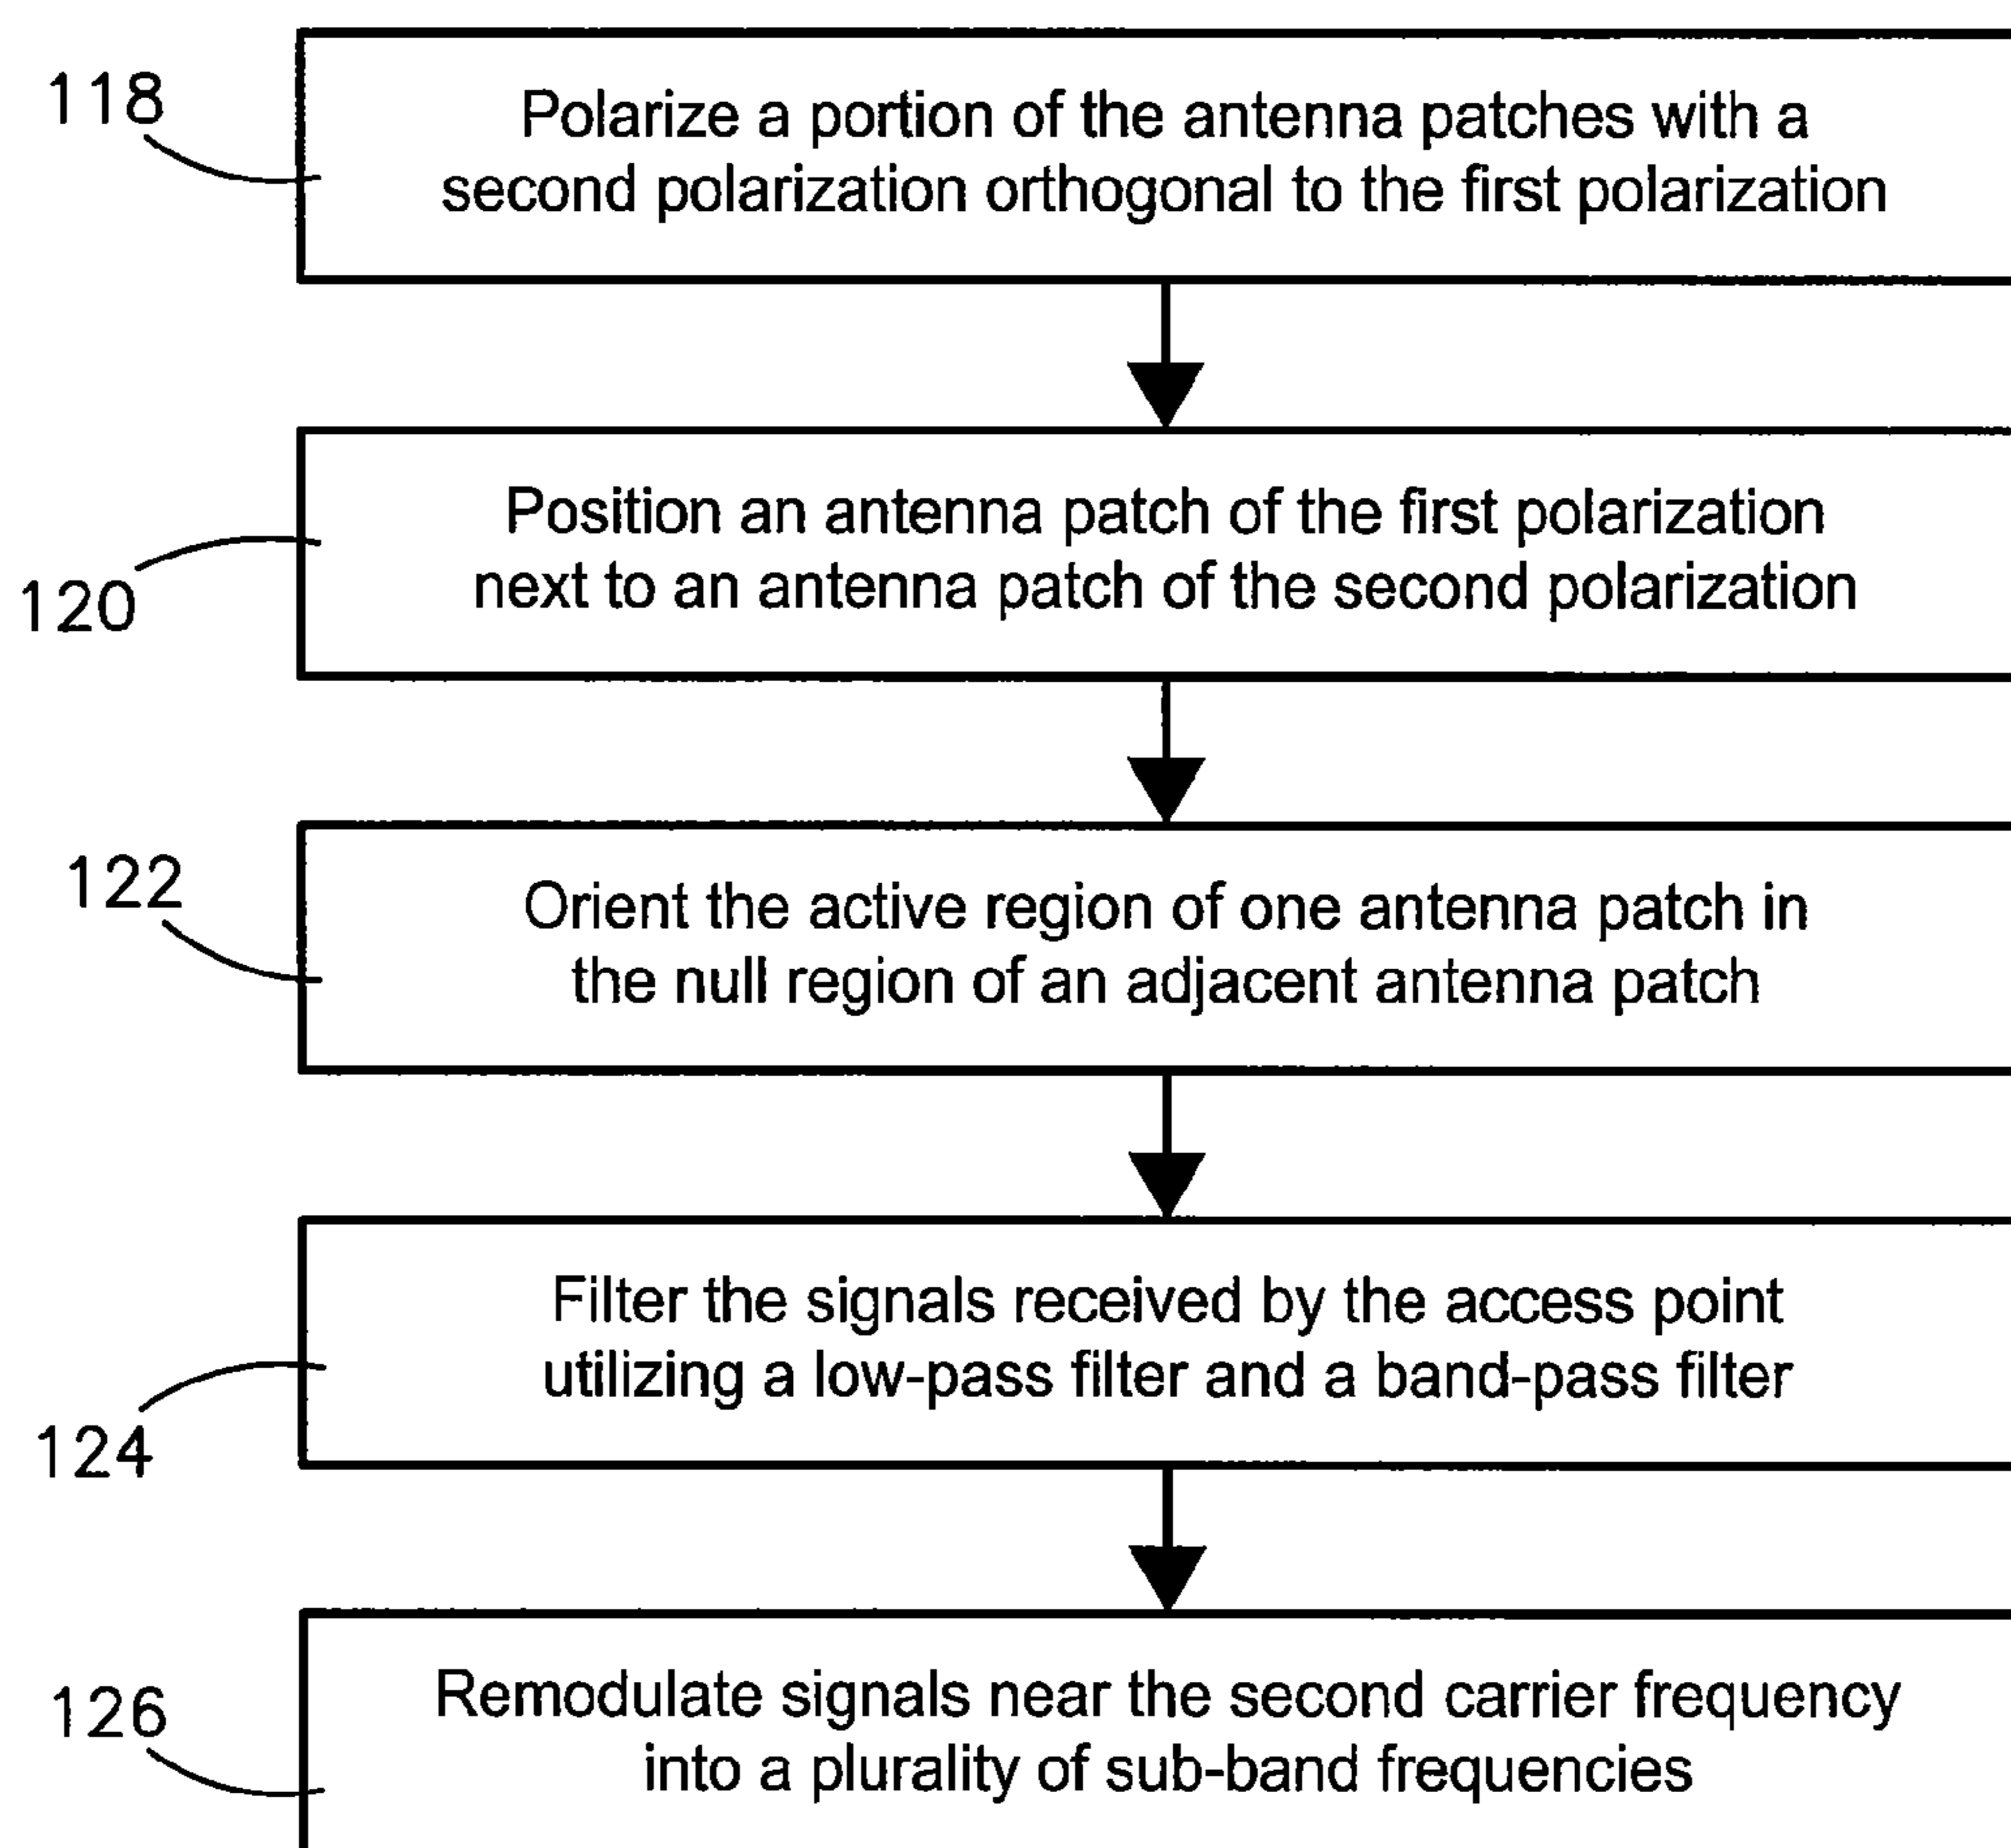 118
Polarize a portion of the antenna patches with a
second polarization orthogonal to the first polarization
120
Position an antenna patch of the first polarization
next to an antenna patch of the second polarization
122
Orient the active region of one antenna patch in
the null region of an adjacent antenna patch
124
Filter the signals received by the access point
utilizing a low-pass filter and a band-pass filter
126
Remodulate signals near the second carrier frequency
into a plurality of sub-band frequencies